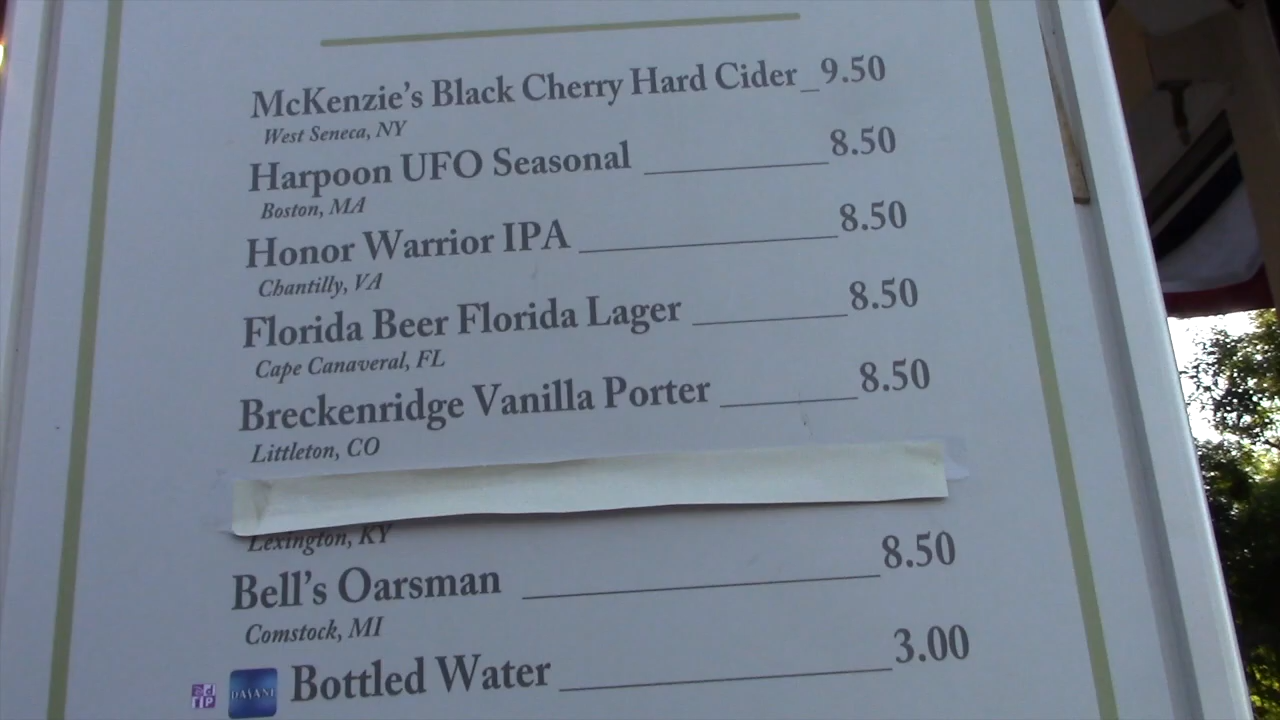 McKenzie's Black Cherry Hard Cider_9.50
West Seneca, NY
Harpoon UFO Seasonal 8.50
Boston, MA
Honor Warrior IPA 8.50
Chantilly, VA
Florida Beer Florida Lager 8.50
Cape Canaveral, FL
Breckenridge Vanilla Porter 8.50
Littleton, CO
Lexington, KY
Bell's Oarsman 8.50
Comstock, MI
DASANI Bottled Water 3.00